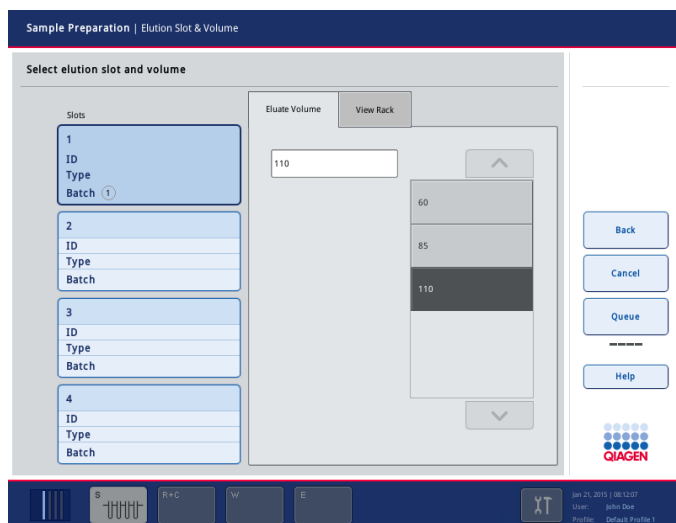 Sample Preparation | Elution Slot & Volume
Select elution slot and volume
Slots
1
ID
Type
Batch 1
2
ID
Type
Batch
3
ID
Type
Batch
4
ID
Type
Batch
Eluate Volume
View Rack
110
60
85
110
Back
Cancel
Queue
Help
QIAGEN
S
R+C
W
E
Jan 21, 2015 | 08:12:07
User: John Doe
Profile: Default Profile 1